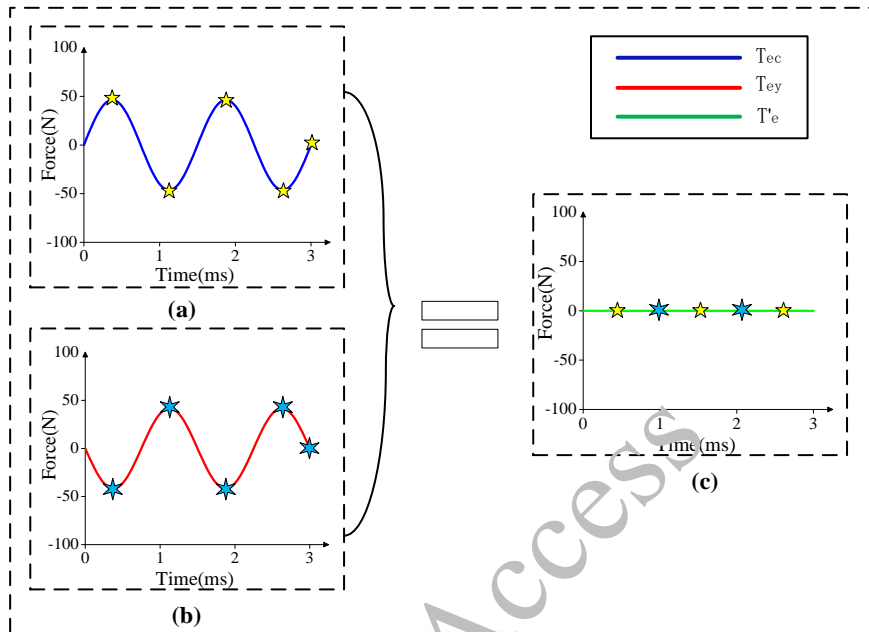 100
50
0
-50
-100
Force(N)
0 1 2 3
Time(ms)
(a)
100
50
0
-50
-100
Force(N)
0 1 2 3
Time(ms)
(b)
Tec
Tey
T'e
100
50
0
-50
-100
Force(N)
0 1 2 3
Time(ms)
(c)
Access